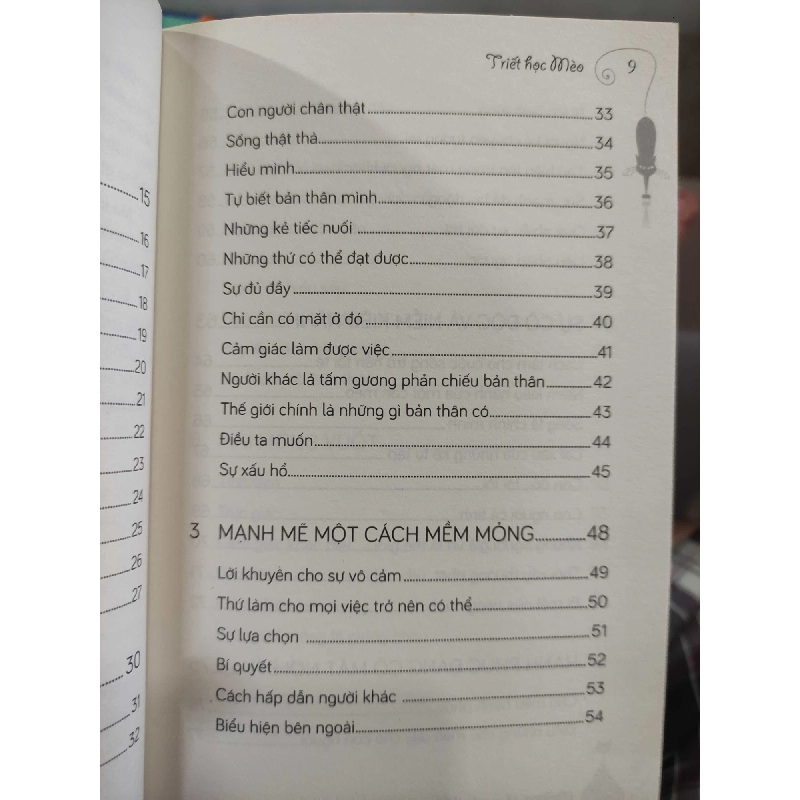 15
16
17
18
19
20
21
22
23
24
25
26
27
30
31
32
Triết học Mèo 9
Con người chân thật 33
Sống thật thà 34
Hiểu mình 35
Tự biết bản thân mình 36
Những kẻ tiếc nuối 37
Những thứ có thể đạt được 38
Sự đủ đầy 39
Chỉ cần có mặt ở đó 40
Cảm giác làm được việc 41
Người khác là tấm gương phản chiếu bản thân 42
Thế giới chính là những gì bản thân có 43
Điều ta muốn 44
Sự xấu hổ 45
3 MẠNH MẼ MỘT CÁCH MỀM MỎNG 48
Lời khuyên cho sự vô cảm 49
Thứ làm cho mọi việc trở nên có thể 50
Sự lựa chọn 51
Bí quyết 52
Cách hấp dẫn người khác 53
Biểu hiện bên ngoài 54